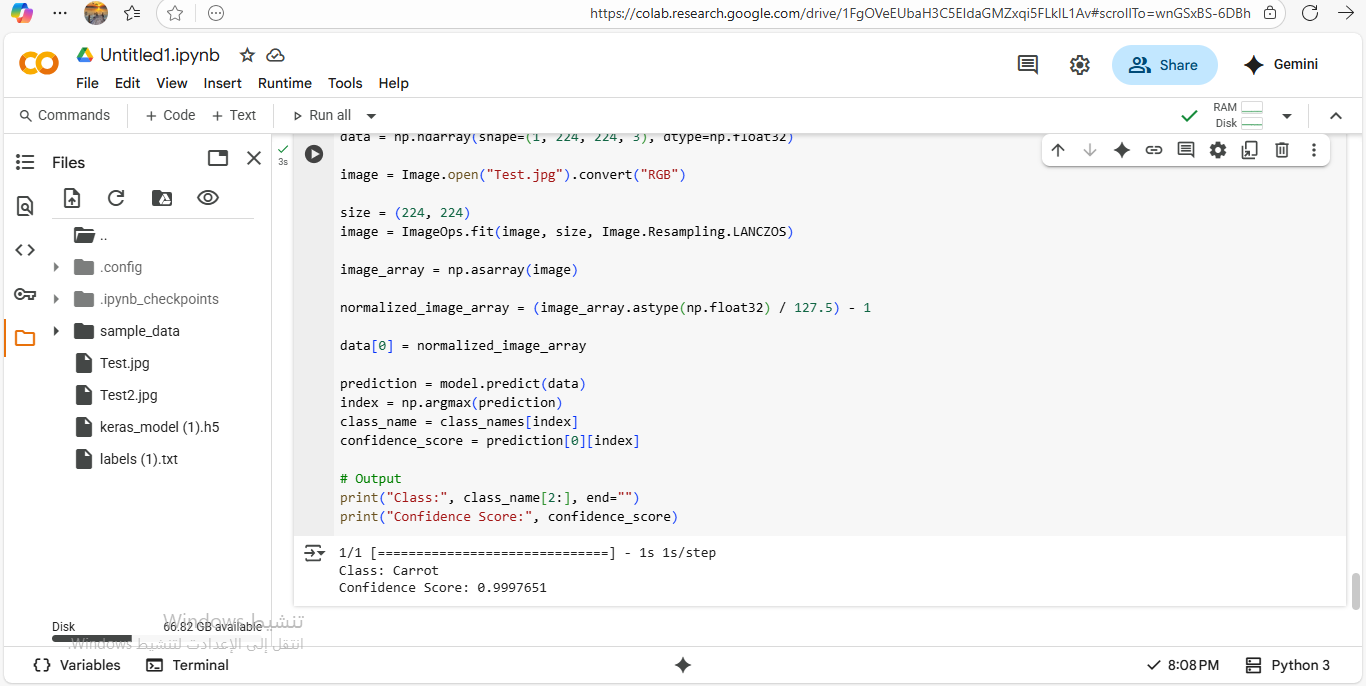 https://colab.research.google.com/drive/1FgOVeEUbaH3C5EIdaGMZxqi5FLkIL1Av#scrollTo=wnGSxBS-6DBh
CO Untitled1.ipynb
File Edit View Insert Runtime Tools Help
Share
Gemini
Commands + Code + Text Run all
RAM
Disk
Files
3s
..
.config
.ipynb_checkpoints
sample_data
Test.jpg
Test2.jpg
keras_model (1).h5
labels (1).txt
data = np.ndarray(shape=(1, 224, 224, 3), dtype=np.float32)
image = Image.open("Test.jpg").convert("RGB")
size = (224, 224)
image = ImageOps.fit(image, size, Image.Resampling.LANCZOS)
image_array = np.asarray(image)
normalized_image_array = (image_array.astype(np.float32) / 127.5) - 1
data[0] = normalized_image_array
prediction = model.predict(data)
index = np.argmax(prediction)
class_name = class_names[index]
confidence_score = prediction[0][index]
# Output
print("Class:", class_name[2:], end="")
print("Confidence Score:", confidence_score)
1/1 [==============================] - 1s 1s/step
Class: Carrot
Confidence Score: 0.9997651
Disk 66.82 GB available
تنشيط Windows
انتقل إلى الإعدادات لتنشيط Windows.
{} Variables Terminal
8:08 PM Python 3